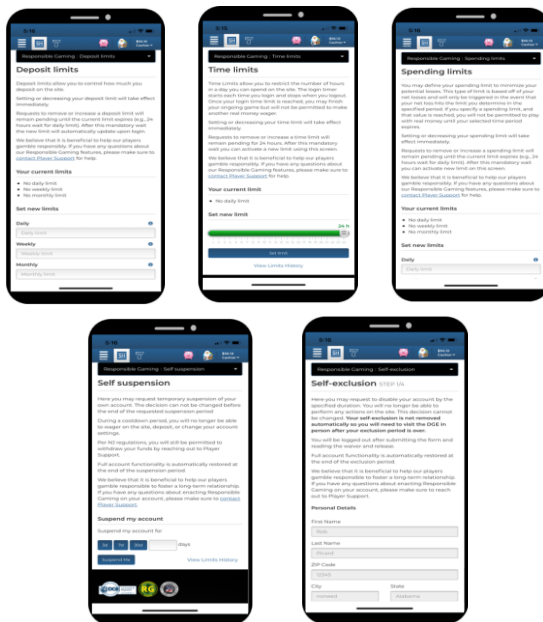 5:18
SH
Cashier
Responsible Gaming : Deposit limits
Deposit limits
Deposit limits allow you to control how much you
deposit on the site.
Setting or decreasing your deposit limit will take effect
immediately.
Requests to remove or increase a deposit limit will
remain pending until the current limit expires (e.g., 24
hours wait for daily limit). After this mandatory wait
the new limit will automatically update upon login.
We believe that it is beneficial to help our players
gamble responsibly. If you have any questions about
our Responsible Gaming features, please make sure to
contact Player Support for help.
Your current limits
No daily limit
No weekly limit
No monthly limit
Set new limits
Daily
Daily limit
Weekly
Weekly limit
Monthly
Monthly limit
5:18
SH
Cashier
Responsible Gaming : Time limits
Time limits
Time Limits allow you to restrict the number of hours
in a day you can spend on the site. The login timer
starts each time you login and stops when you logout.
Once your login time limit is reached, you may finish
your ongoing game but will not be permitted to make
another real money wager.
Setting or decreasing your time limit will take effect
immediately.
Requests to remove or increase a time limit will
remain pending for 24 hours. After this mandatory
wait you can activate a new limit using this screen.
We believe that it is beneficial to help our players
gamble responsibly. If you have any questions about
our Responsible Gaming features, please make sure to
contact Player Support for help.
Your current limit
No daily limit
Set new limit
24 h
Set limit
View Limits History
5:18
SH
Cashier
Responsible Gaming : Spending limits
Spending limits
You may define your spending limit to minimize your
potential losses. This type of limit is based off of your
net losses and will only be triggered in the event that
your net loss hits the limit you determine in the
specified period. If you have a spending limit, and
that value is reached, you will not be permitted to play
with real money until your selected time period
expires.
Setting or decreasing your spending limit will take
effect immediately.
Requests to remove or increase a spending limit will
remain pending until the current limit expires (e.g. 24
hours wait for daily limit). After this mandatory wait
you can activate new limit on this screen.
We believe that it is beneficial to help our players
gamble responsibly. If you have any questions about
our Responsible Gaming features, please make sure to
contact Player Support for help.
Your current limits
No daily limit
No weekly limit
No monthly limit
Set new limits
Daily
Daily limit
5:18
SH
Cashier
Responsible Gaming : Self suspension
Self suspension
Here you may request temporary suspension of your
own account. The decision can not be changed before
the end of the requested suspension period
During a cooldown period, you will no longer be able
to wager on the site, deposit, or change your account
settings.
Per NJ regulations, you will still be permitted to
withdraw your funds by reaching out to Player
Support.
Full account functionality is automatically restored at
the end of the suspension period.
We believe that it is beneficial to help our players
gamble responsible to foster a long-term relationship.
If you have any questions about enacting Responsible
Gaming on your account, please make sure to contact
Player Support.
Suspend my account
Suspend my account for
days
Suspend me
View Limits History
DGE
RG
5:18
SH
Cashier
Responsible Gaming : Self-exclusion
Self-exclusion STEP 1/4
Here you may request to disable your account by the
specified duration. You will no longer be able to
perform any actions on the site. This decision cannot
be changed. Your self-exclusion is not removed
automatically so you will need to visit the DGE in
person after your exclusion period is over.
You will be logged out after submitting the form and
reading the waiver and release.
Full account functionality is automatically restored at
the end of the exclusion period.
We believe that it is beneficial to help our players
gamble responsible to foster a long-term relationship.
If you have any questions about enacting Responsible
Gaming on your account, please make sure to reach
out to Player Support.
Personal Details
First Name
Last Name
ZIP Code
12345
City
State